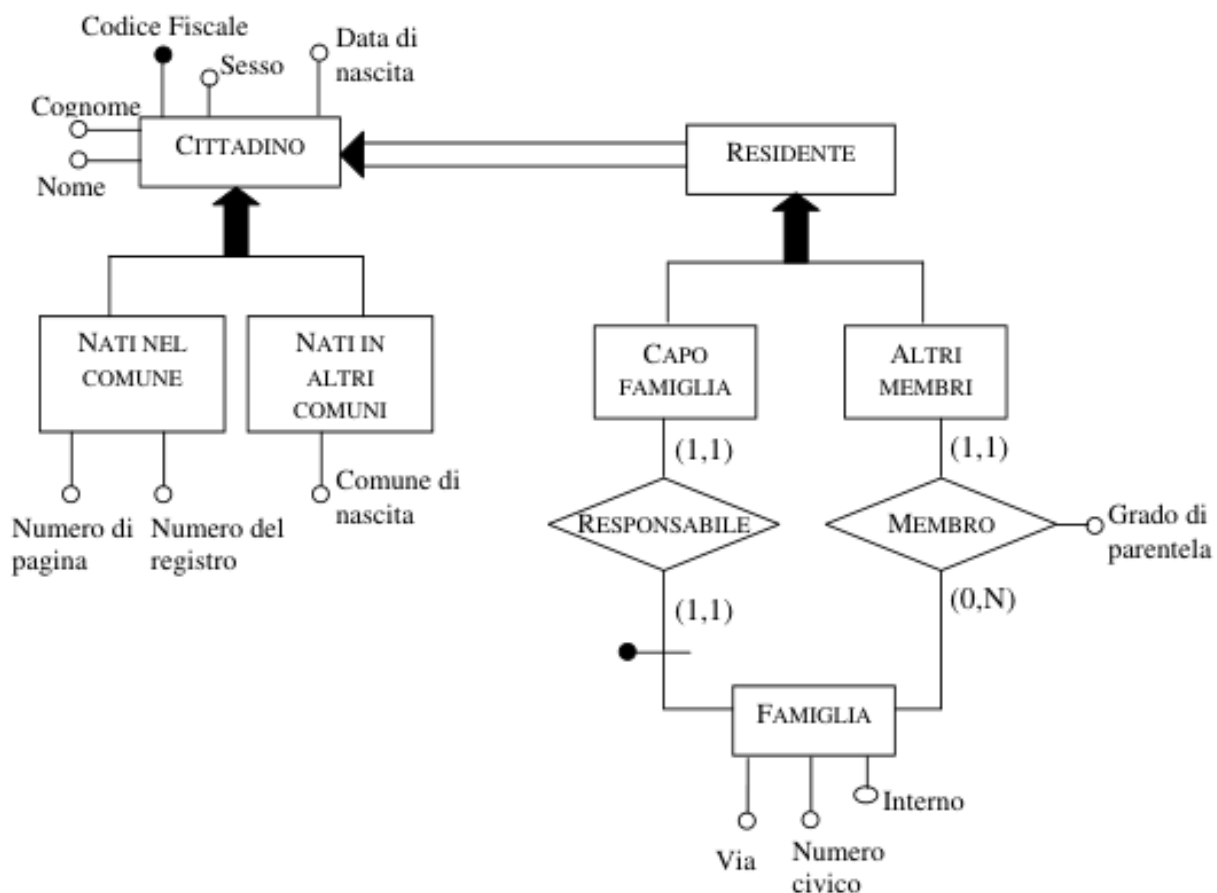 Codice Fiscale
Sesso
Data di
nascita
Cognome
CITTADINO
RESIDENTE
Nome
NATI NEL
COMUNE
NATI IN
ALTRI
COMUNI
CAPO
FAMIGLIA
ALTRI
MEMBRI
(1,1)
(1,1)
Numero di
pagina
Numero del
registro
Comune di
nascita
RESPONSABILE
MEMBRO
Grado di
parentela
(1,1)
(0,N)
FAMIGLIA
Interno
Via
Numero
civico